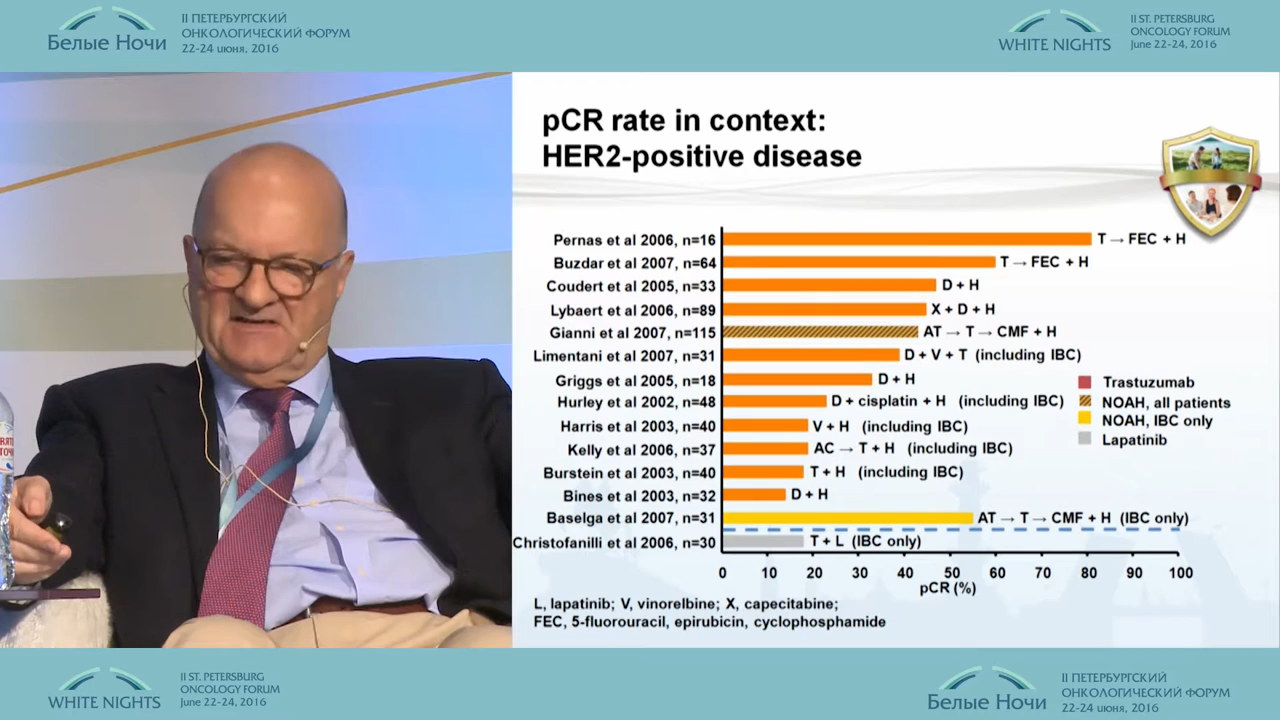 Белые Ночи
II ПЕТЕРБУРГСКИЙ
ОНКОЛОГИЧЕСКИЙ ФОРУМ
22-24 июня, 2016
WHITE NIGHTS
II ST. PETERSBURG
ONCOLOGY FORUM
June 22-24, 2016
pCR rate in context:
HER2-positive disease
Pernas et al 2006, n=16 T → FEC + H
Buzdar et al 2007, n=64 T → FEC + H
Coudert et al 2005, n=33 D + H
Lybaert et al 2006, n=89 X + D + H
Gianni et al 2007, n=115 AT → T → CMF + H
Limentani et al 2007, n=31 D + V + T (including IBC)
Griggs et al 2005, n=18 D + H
Hurley et al 2002, n=48 D + cisplatin + H (including IBC)
Harris et al 2003, n=40 V + H (including IBC)
Kelly et al 2006, n=37 AC → T + H (including IBC)
Burstein et al 2003, n=40 T + H (including IBC)
Bines et al 2003, n=32 D + H
Baselga et al 2007, n=31 AT → T → CMF + H (IBC only)
Christofanilli et al 2006, n=30 T + L (IBC only)
Trastuzumab
NOAH, all patients
NOAH, IBC only
Lapatinib
0 10 20 30 40 50 60 70 80 90 100
pCR (%)
L, lapatinib; V, vinorelbine; X, capecitabine;
FEC, 5-fluorouracil, epirubicin, cyclophosphamide
WHITE NIGHTS
II ST. PETERSBURG
ONCOLOGY FORUM
June 22-24, 2016
Белые Ночи
II ПЕТЕРБУРГСКИЙ
ОНКОЛОГИЧЕСКИЙ ФОРУМ
22-24 июня, 2016